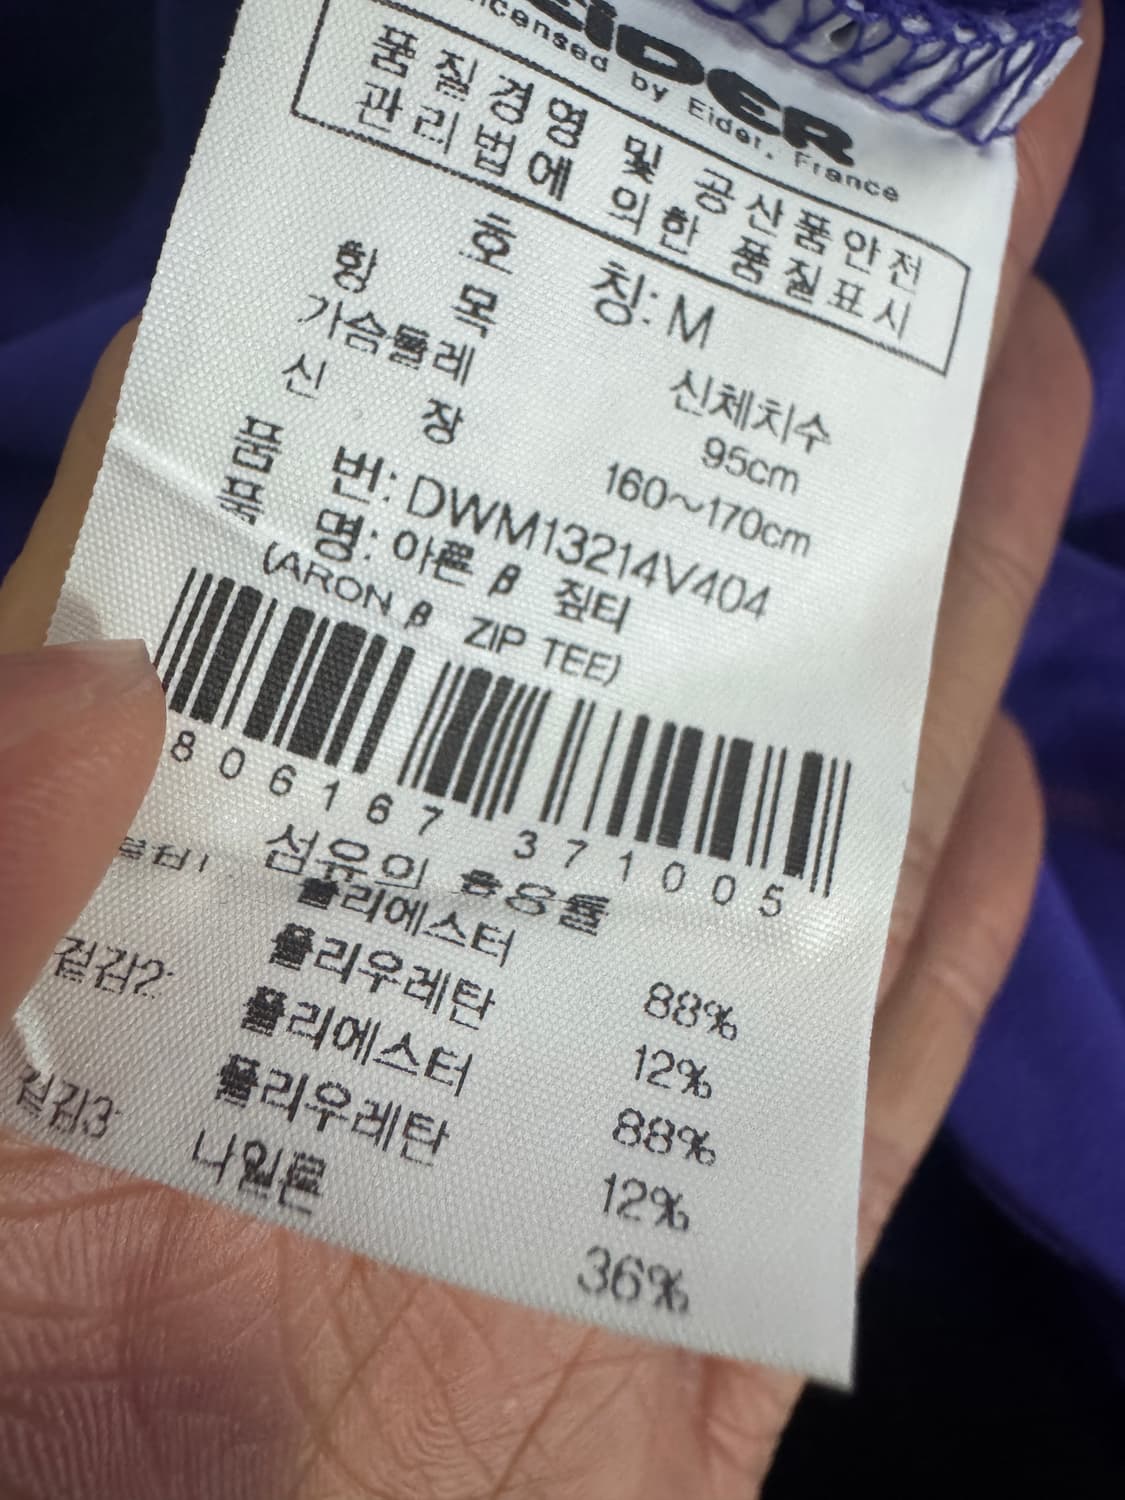 EIDER
Licensed by Eider, France
품질경영 및 공산품안전
관리법에 의한 품질표시
호 칭: M
항 목 신체치수
가슴둘레 95cm
신 장 160~170cm
품 번: DWM13214V404
품 명: 아론 β 짚티
(ARON β ZIP TEE)
806167 371005
섬유의 혼용률
겉감1: 폴리에스터 88%
폴리우레탄 12%
겉감2: 폴리에스터 88%
폴리우레탄 12%
겉감3: 나일론 36%